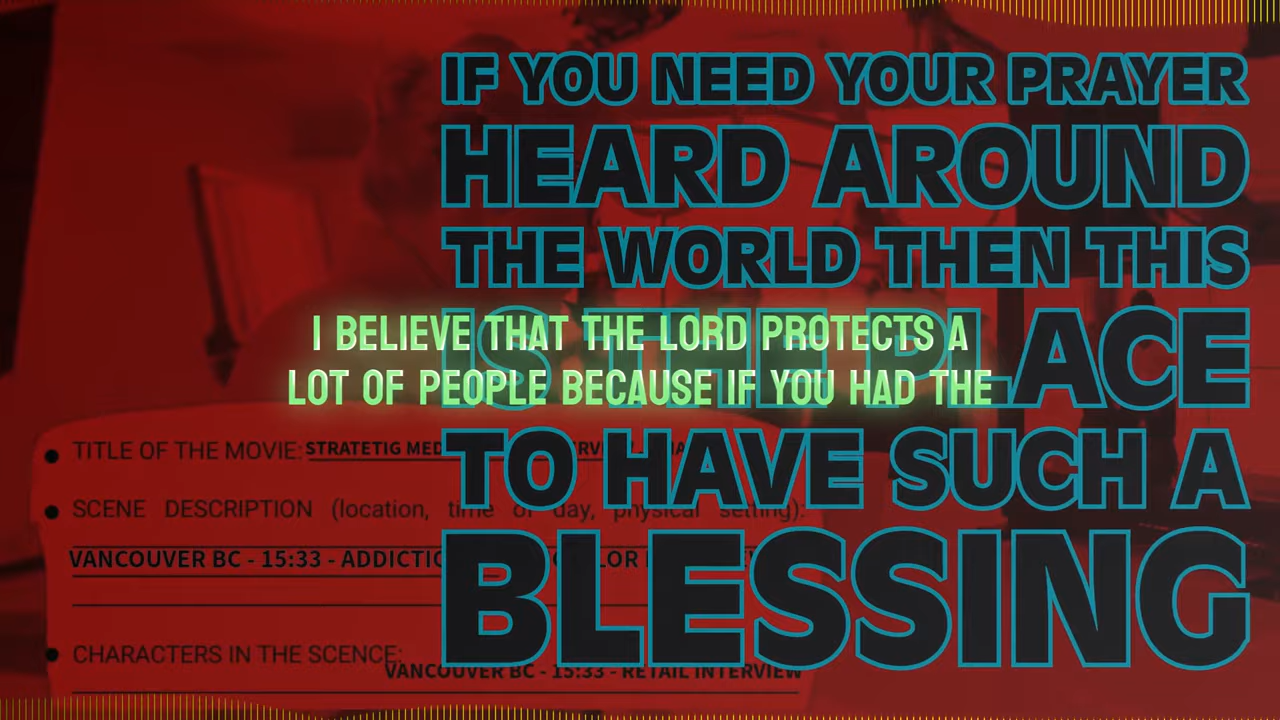 IF YOU NEED YOUR PRAYER
HEARD AROUND
THE WORLD THEN THIS
IS THE PLACE
TO HAVE SUCH A
BLESSING
I BELIEVE THAT THE LORD PROTECTS A
LOT OF PEOPLE BECAUSE IF YOU HAD THE
TITLE OF THE MOVIE: STRATETIG MED
SCENE DESCRIPTION (location, time of day, physical setting):
VANCOUVER BC - 15:33 -
CHARACTERS IN THE SCENCE:
VANCOUVER BC - 15:33 - RETAIL INTERVIEW